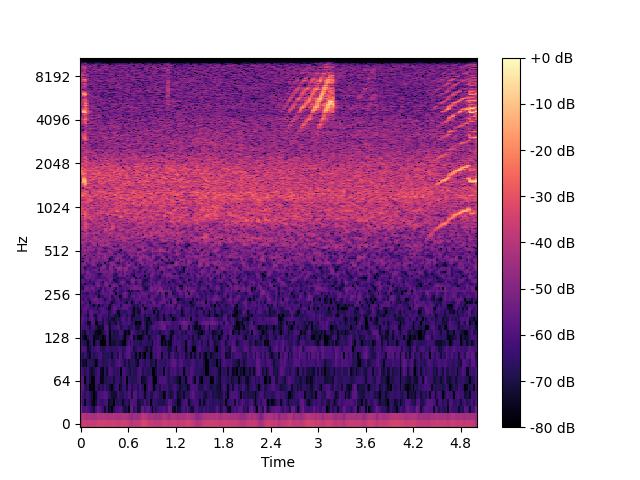 8192
4096
2048
1024
512
256
128
64
0
Hz
0 0.6 1.2 1.8 2.4 3 3.6 4.2 4.8
Time
+0 dB
-10 dB
-20 dB
-30 dB
-40 dB
-50 dB
-60 dB
-70 dB
-80 dB